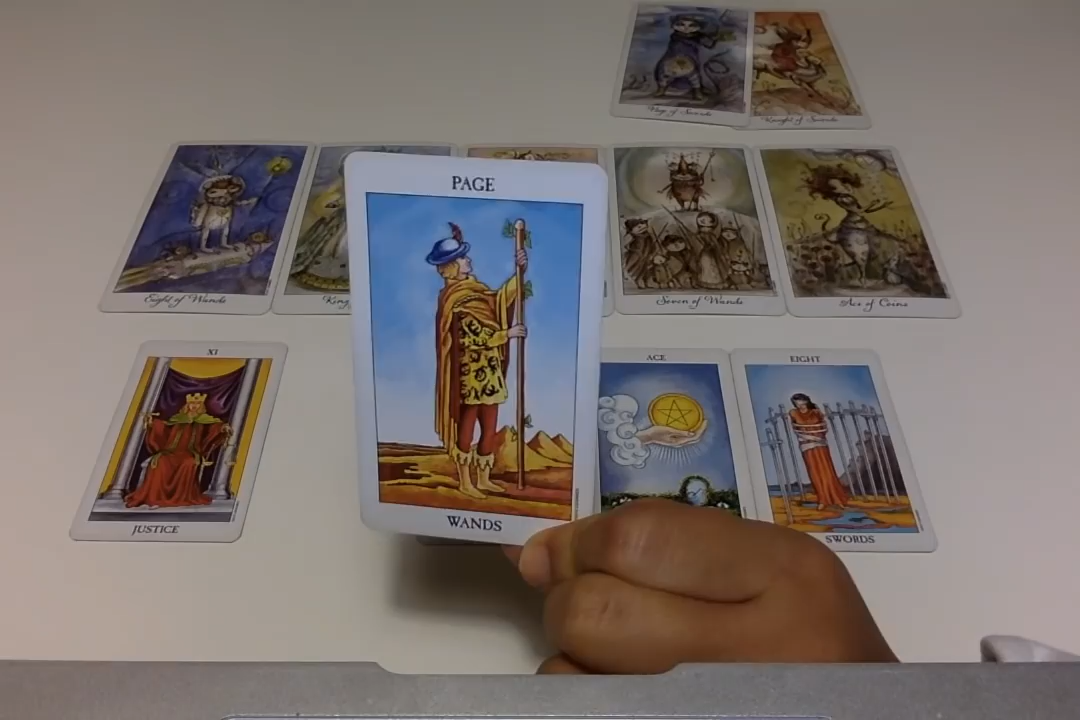 Page of Swords
Knight of Swords
Eight of Wands
King
Seven of Wands
Ace of Coins
PAGE
WANDS
XI
JUSTICE
ACE
EIGHT
SWORDS